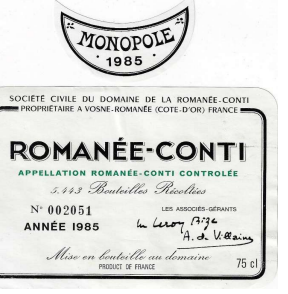 MONOPOLE
1985
SOCIÉTÉ CIVILE DU DOMAINE DE LA ROMANÉE-CONTI
PROPRIÉTAIRE A VOSNE-ROMANÉE (COTE-D'OR) FRANCE
ROMANÉE-CONTI
APPELLATION ROMANÉE-CONTI CONTROLÉE
5.443 Bouteilles Récoltées
N° 002051
LES ASSOCIÉS-GÉRANTS
ANNÉE 1985
A. de Villaine
Mise en bouteille au domaine
PRODUCT OF FRANCE
75 cl